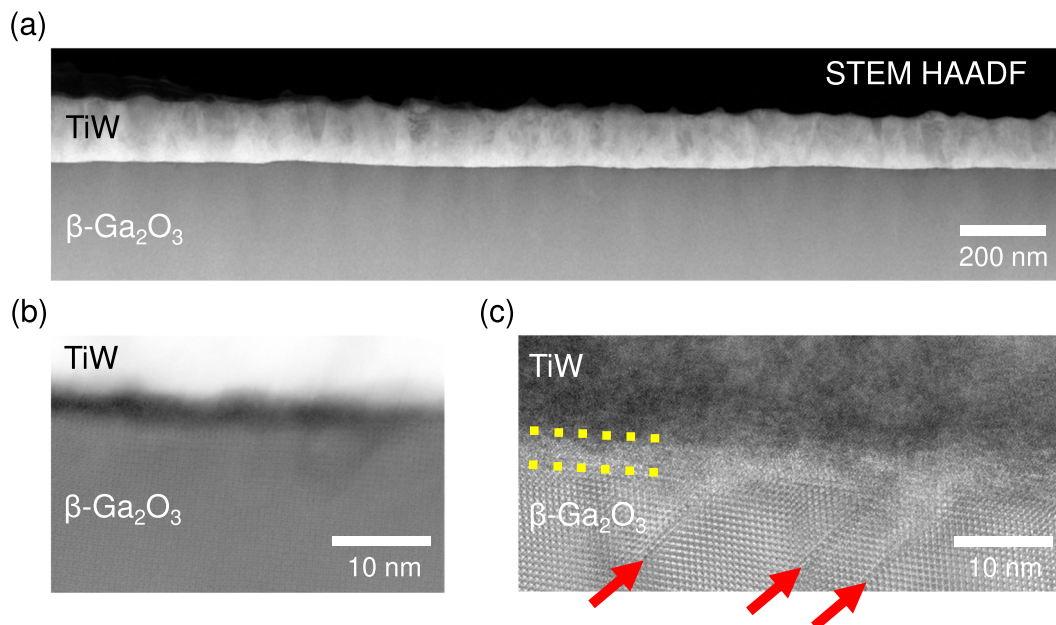 (a)
STEM HAADF
TiW
β-Ga₂O₃
200 nm
(b)
TiW
β-Ga₂O₃
10 nm
(c)
TiW
β-Ga₂O₃
10 nm